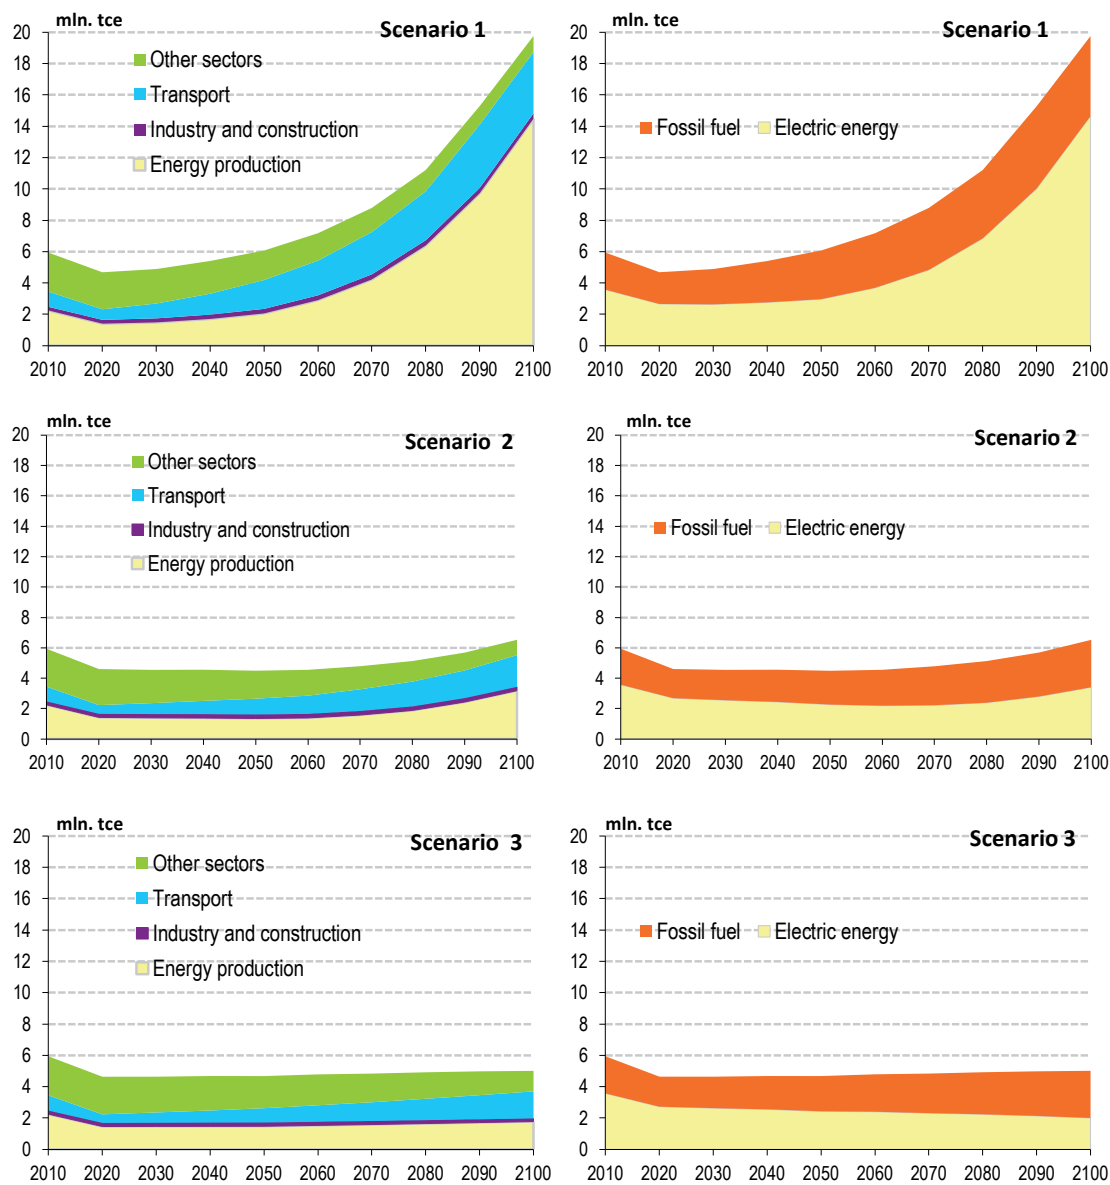 mln. tce
Scenario 1
20
18
16
14
12
10
8
6
4
2
0
Other sectors
Transport
Industry and construction
Energy production
2010 2020 2030 2040 2050 2060 2070 2080 2090 2100
mln. tce
Scenario 1
20
18
16
14
12
10
8
6
4
2
0
Fossil fuel Electric energy
2010 2020 2030 2040 2050 2060 2070 2080 2090 2100
mln. tce
Scenario 2
20
18
16
14
12
10
8
6
4
2
0
Other sectors
Transport
Industry and construction
Energy production
2010 2020 2030 2040 2050 2060 2070 2080 2090 2100
mln. tce
Scenario 2
20
18
16
14
12
10
8
6
4
2
0
Fossil fuel Electric energy
2010 2020 2030 2040 2050 2060 2070 2080 2090 2100
mln. tce
Scenario 3
20
18
16
14
12
10
8
6
4
2
0
Other sectors
Transport
Industry and construction
Energy production
2010 2020 2030 2040 2050 2060 2070 2080 2090 2100
mln. tce
Scenario 3
20
18
16
14
12
10
8
6
4
2
0
Fossil fuel Electric energy
2010 2020 2030 2040 2050 2060 2070 2080 2090 2100